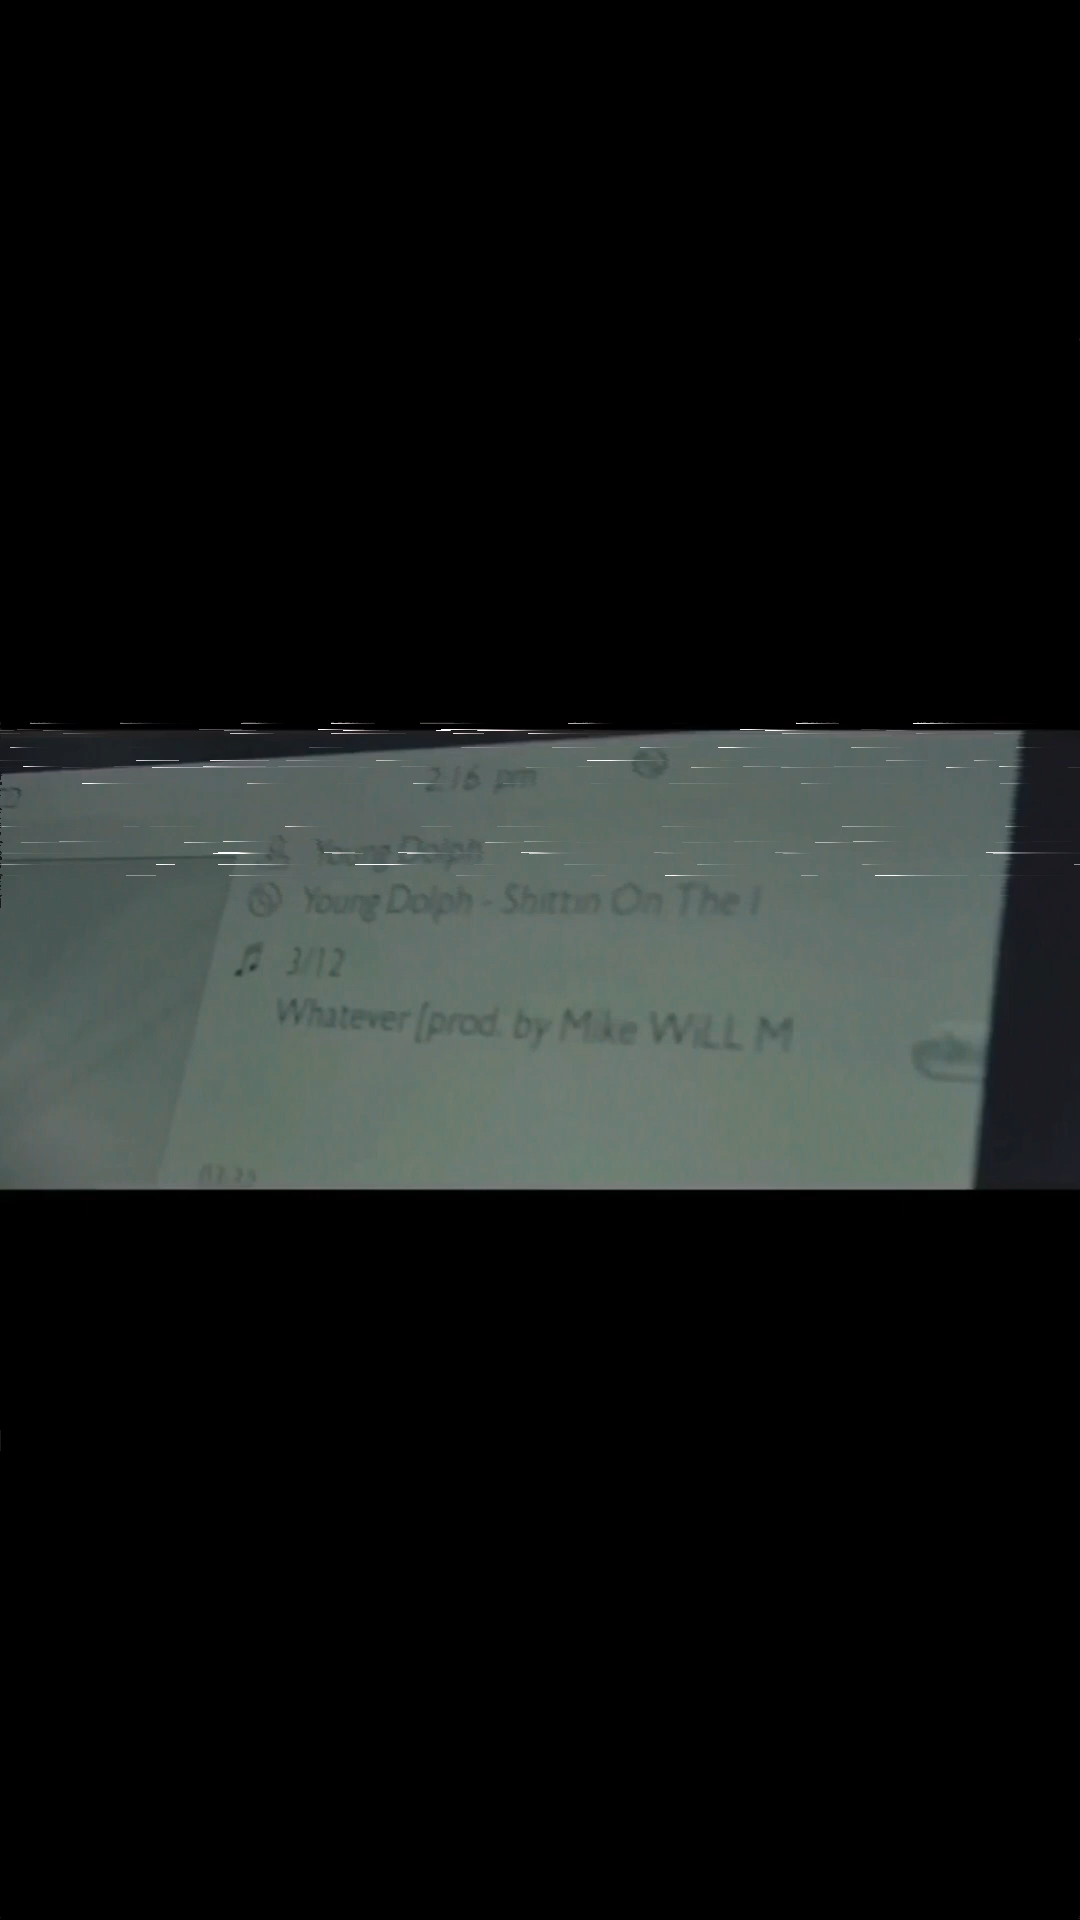 2:16 pm
Young Dolph
Young Dolph - Shittin On The I
3/12
Whatever [prod. by Mike WiLL M